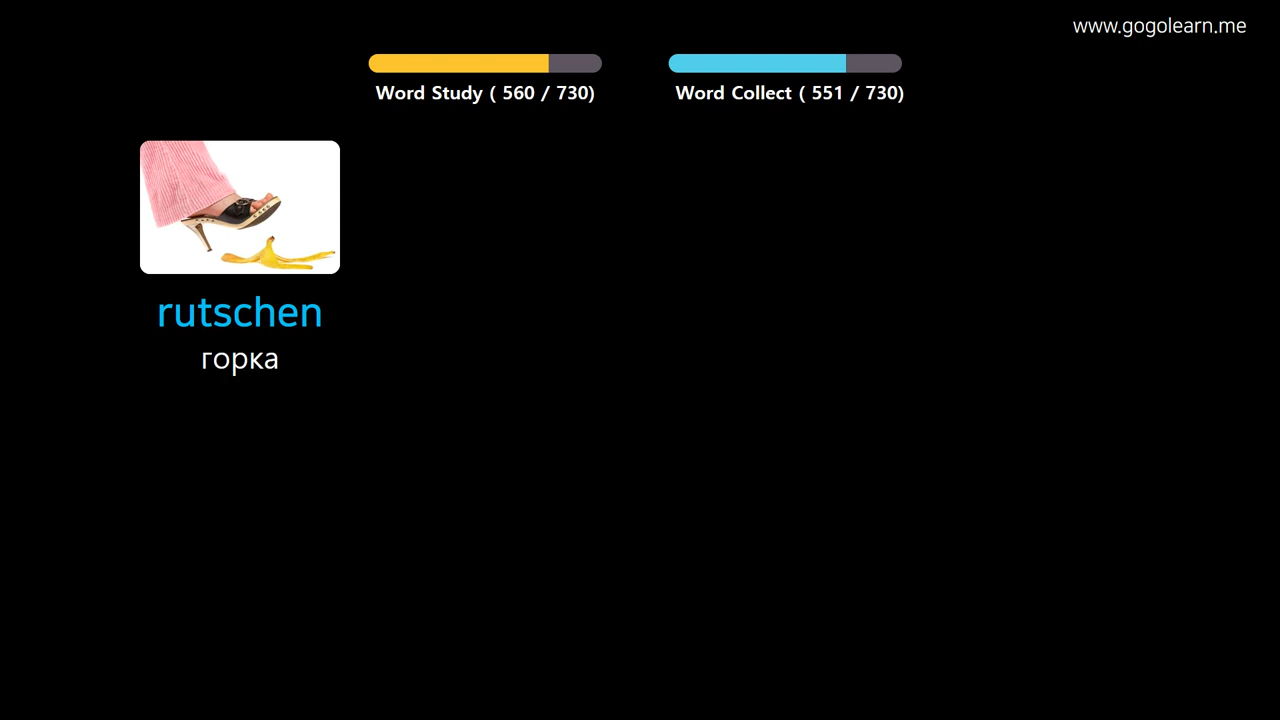 www.gogolearn.me
Word Study ( 560 / 730)
Word Collect ( 551 / 730)
rutschen
горка